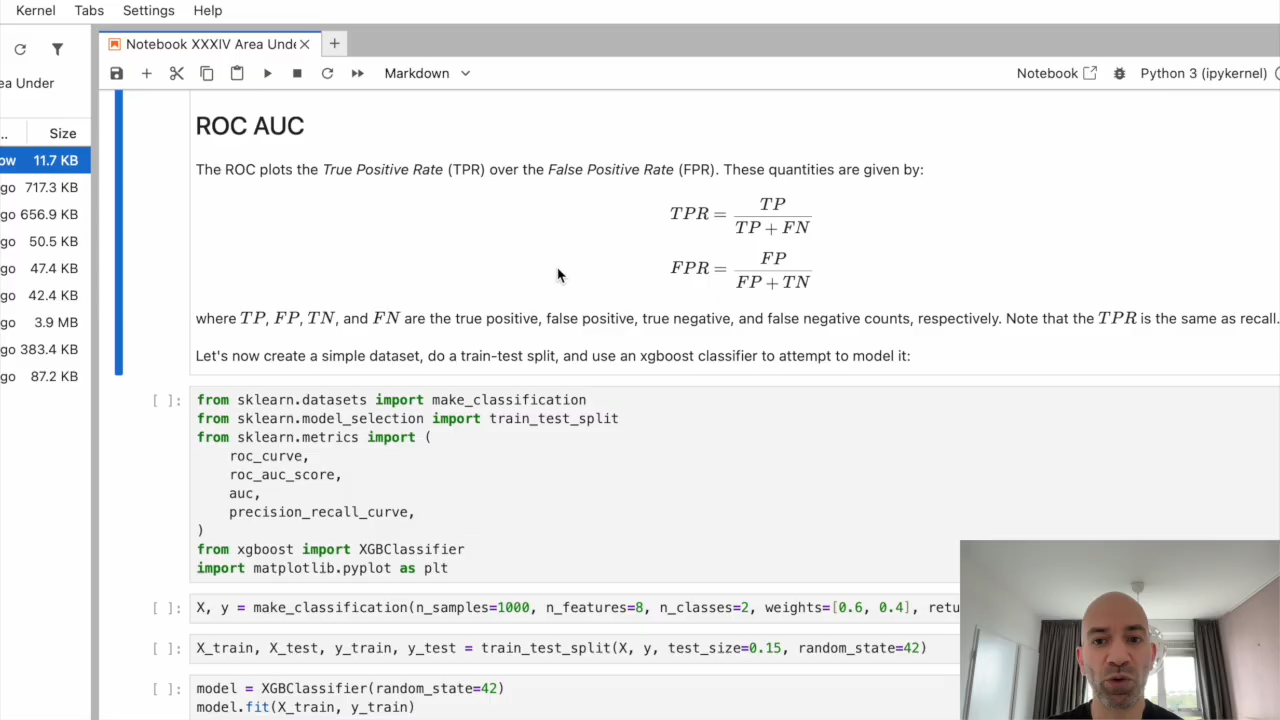 Kernel Tabs Settings Help
Notebook XXXIV Area Unde
ea Under
Markdown
Notebook
Python 3 (ipykernel)
.. Size
ow 11.7 KB
go 717.3 KB
go 656.9 KB
go 50.5 KB
go 47.4 KB
go 42.4 KB
go 3.9 MB
go 383.4 KB
go 87.2 KB
ROC AUC
The ROC plots the True Positive Rate (TPR) over the False Positive Rate (FPR). These quantities are given by:
TPR = TP / (TP + FN)
FPR = FP / (FP + TN)
where TP, FP, TN, and FN are the true positive, false positive, true negative, and false negative counts, respectively. Note that the TPR is the same as recall.
Let's now create a simple dataset, do a train-test split, and use an xgboost classifier to attempt to model it:
[ ]: from sklearn.datasets import make_classification
from sklearn.model_selection import train_test_split
from sklearn.metrics import (
    roc_curve,
    roc_auc_score,
    auc,
    precision_recall_curve,
)
from xgboost import XGBClassifier
import matplotlib.pyplot as plt
[ ]: X, y = make_classification(n_samples=1000, n_features=8, n_classes=2, weights=[0.6, 0.4], retu
[ ]: X_train, X_test, y_train, y_test = train_test_split(X, y, test_size=0.15, random_state=42)
[ ]: model = XGBClassifier(random_state=42)
model.fit(X_train, y_train)